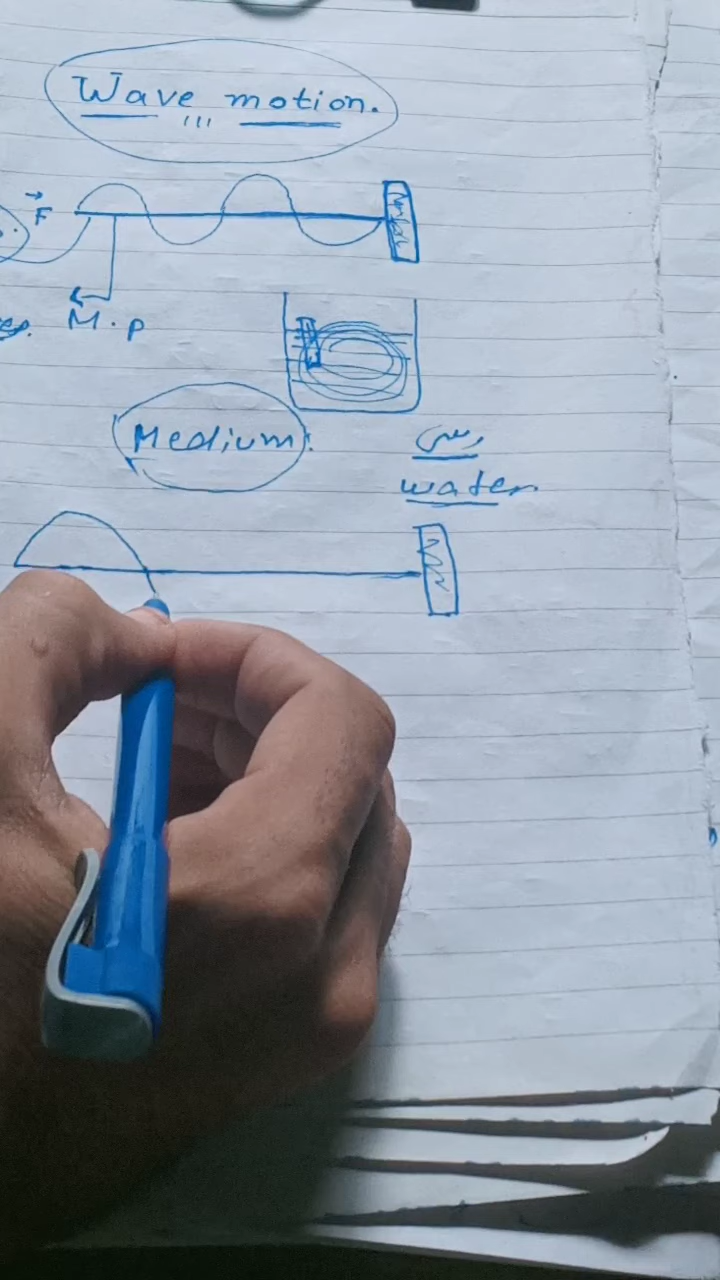 Wave motion.
F
M.p
Medium.
رسی
water